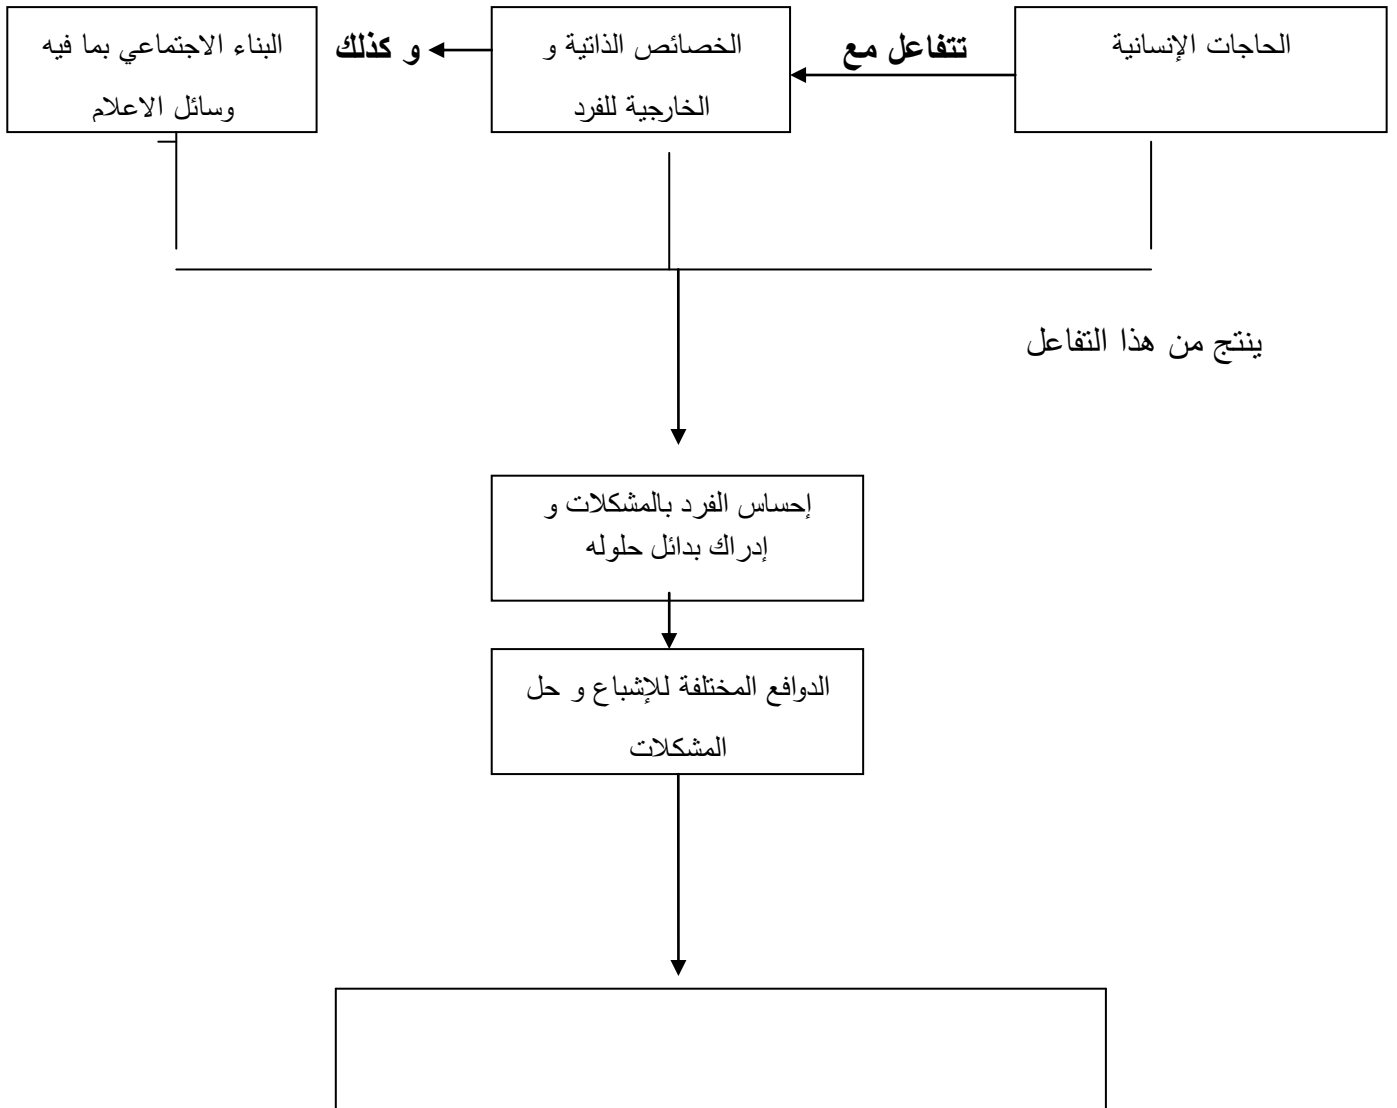 الحاجات الإنسانية
تتفاعل مع
الخصائص الذاتية و
الخارجية للفرد
و كذلك
البناء الاجتماعي بما فيه
وسائل الاعلام
ينتج من هذا التفاعل
إحساس الفرد بالمشكلات و
إدراك بدائل حلوله
الدوافع المختلفة للإشباع و حل
المشكلات